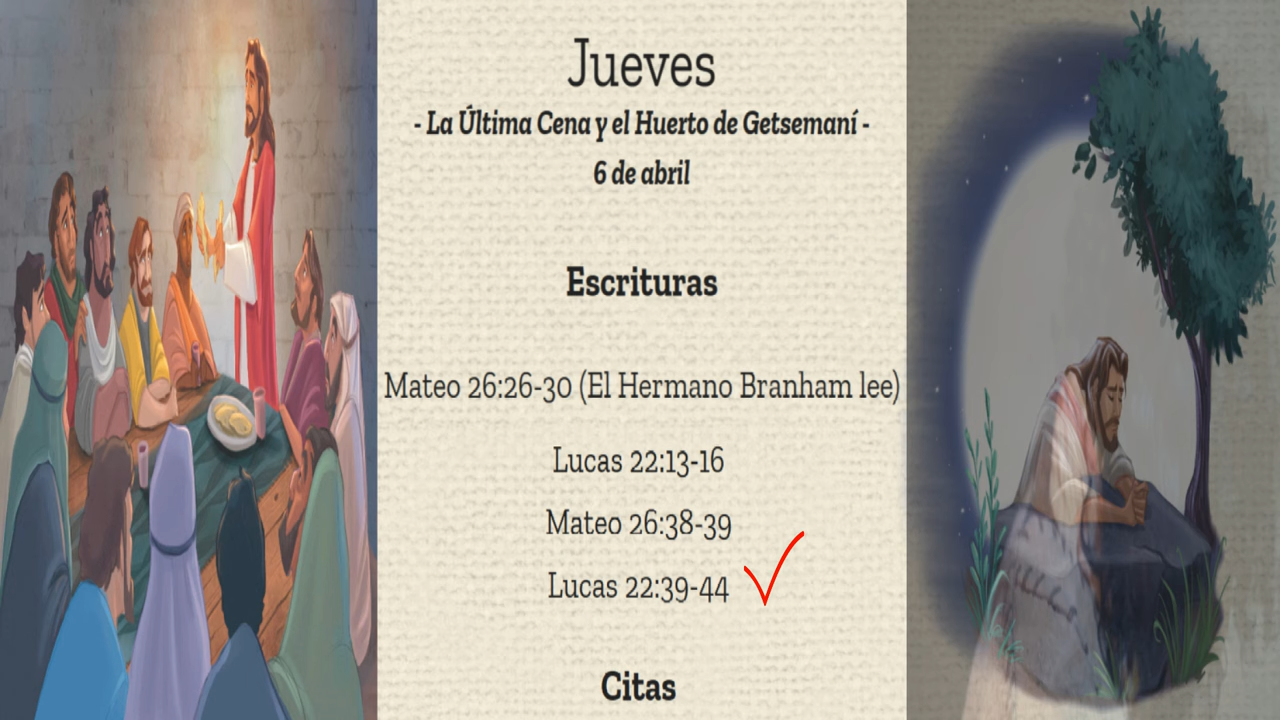 Jueves
- La Última Cena y el Huerto de Getsemaní -
6 de abril
Escrituras
Mateo 26:26-30 (El Hermano Branham lee)
Lucas 22:13-16
Mateo 26:38-39
Lucas 22:39-44
Citas